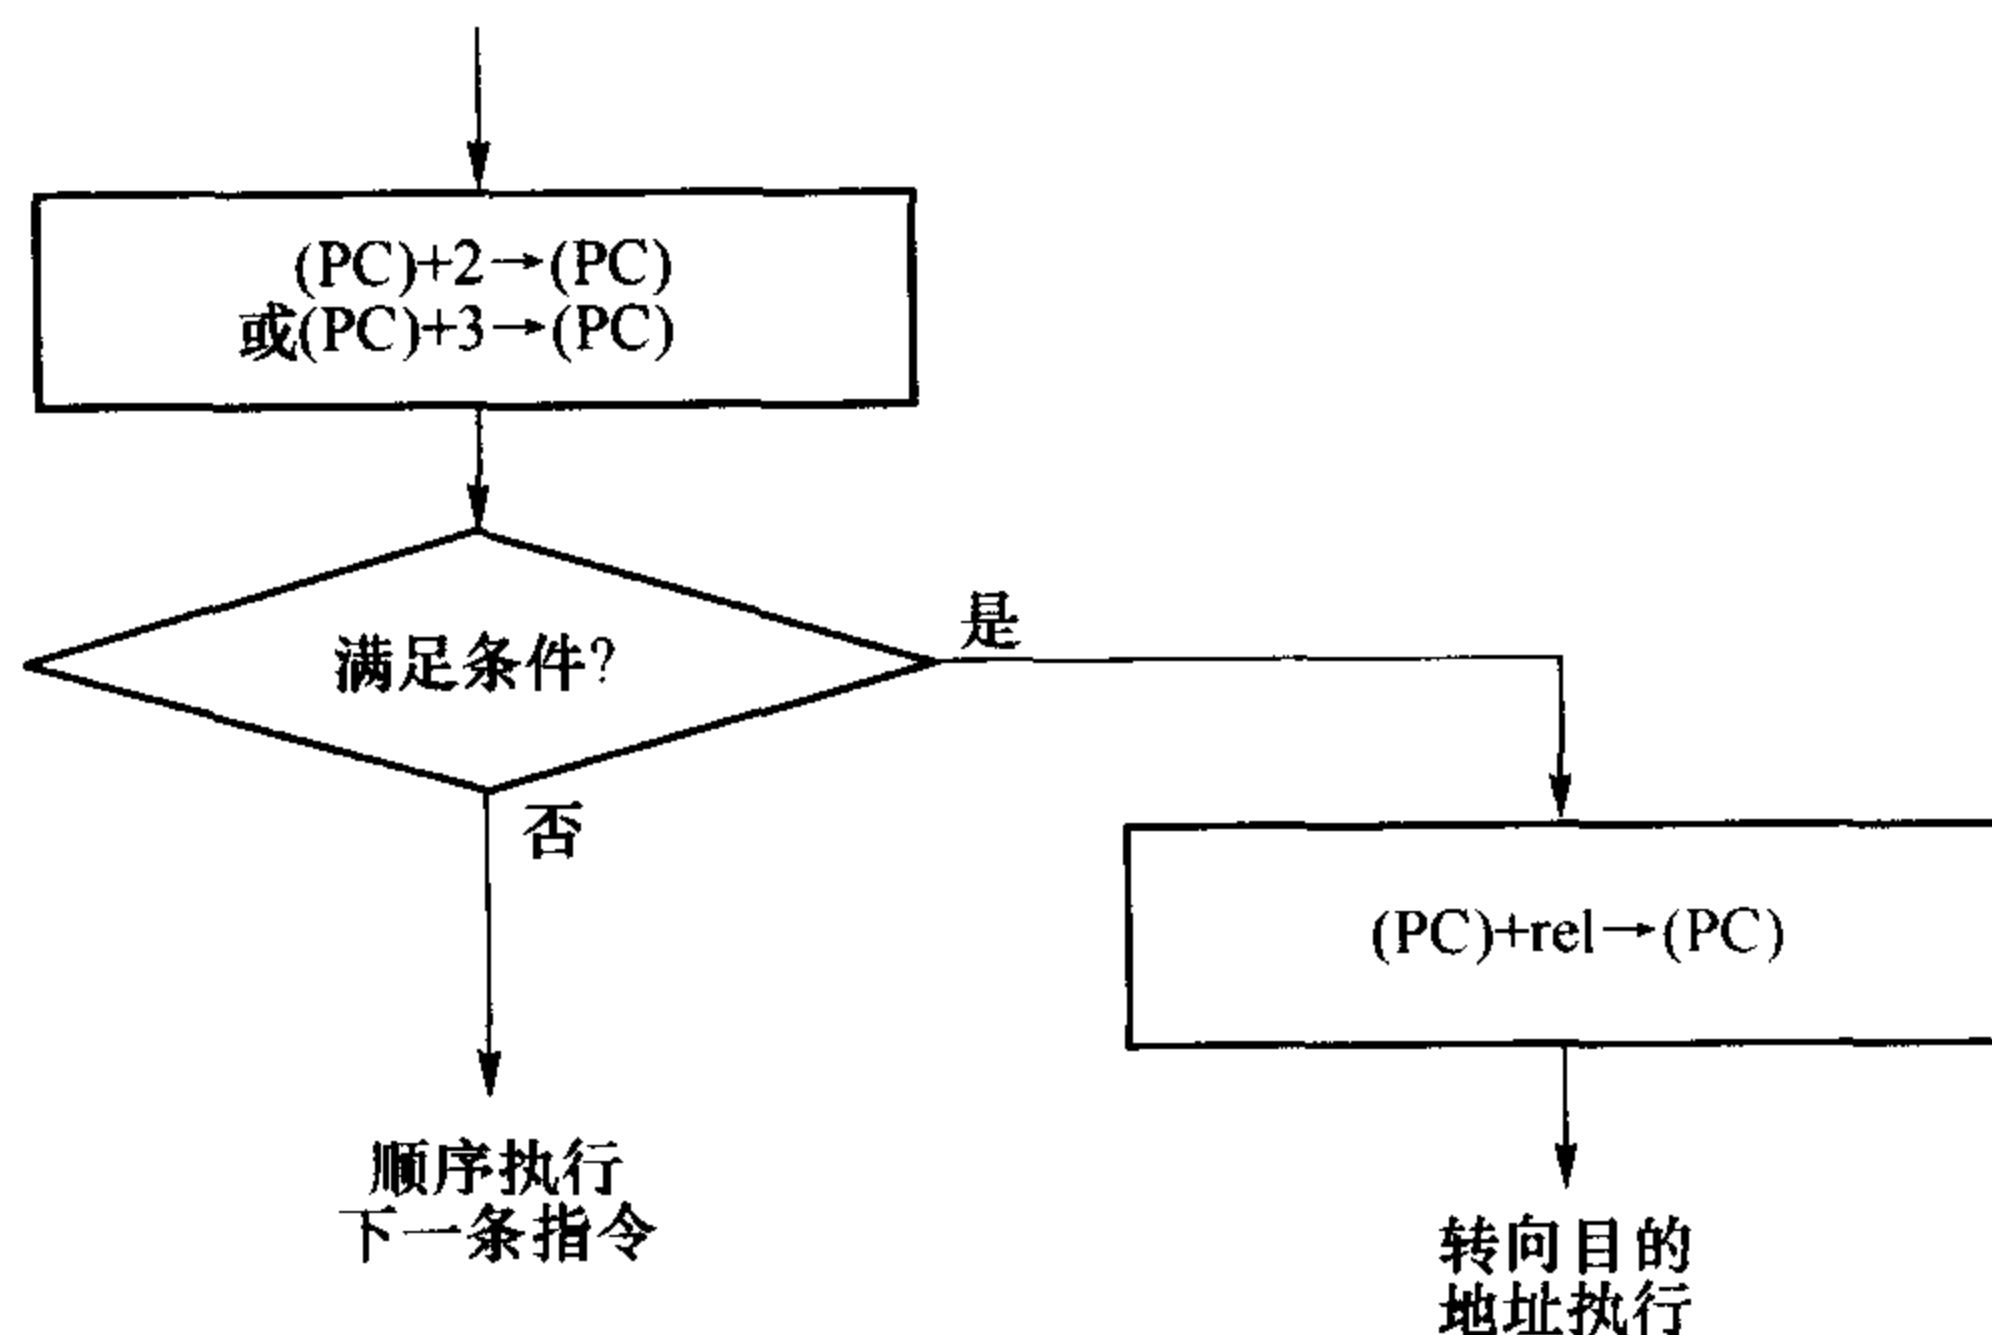 (PC)+2→(PC)
或(PC)+3→(PC)
满足条件?
是
否
(PC)+rel→(PC)
顺序执行
下一条指令
转向目的
地址执行